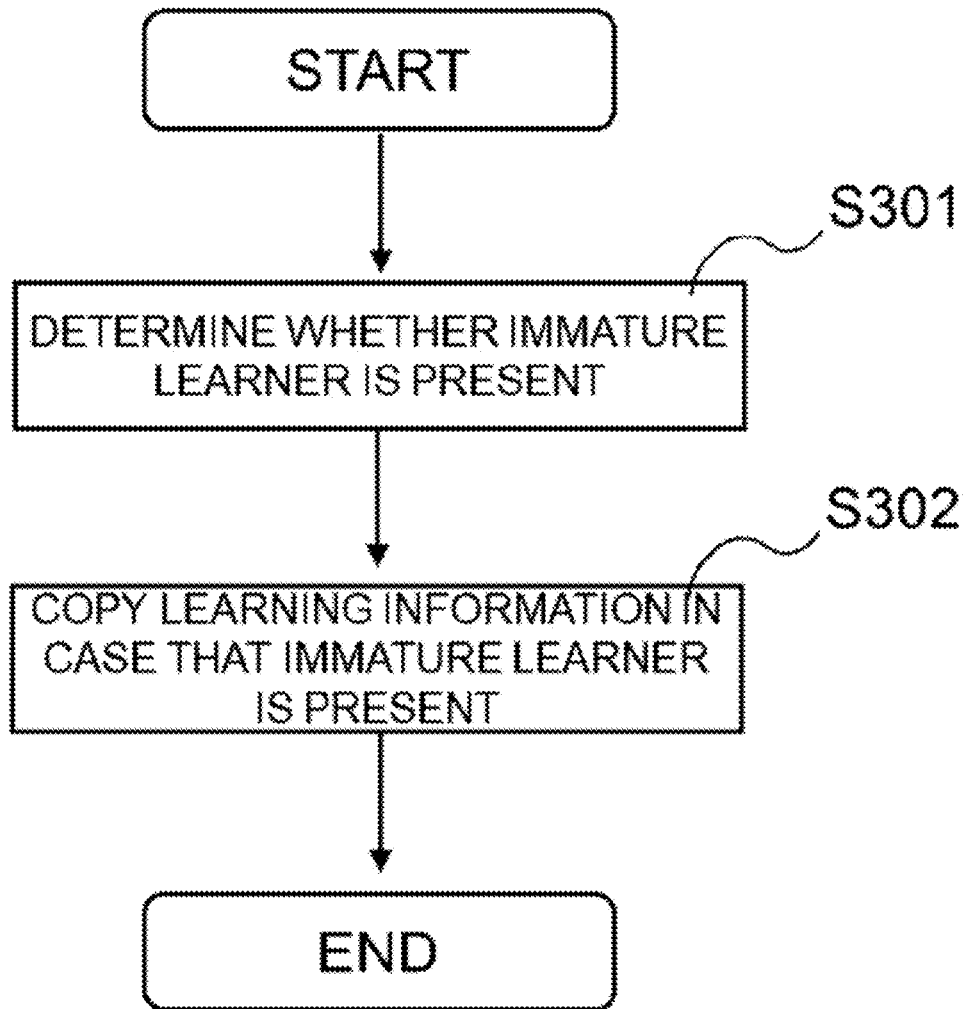 START
S301
DETERMINE WHETHER IMMATURE
LEARNER IS PRESENT
S302
COPY LEARNING INFORMATION IN
CASE THAT IMMATURE LEARNER
IS PRESENT
END